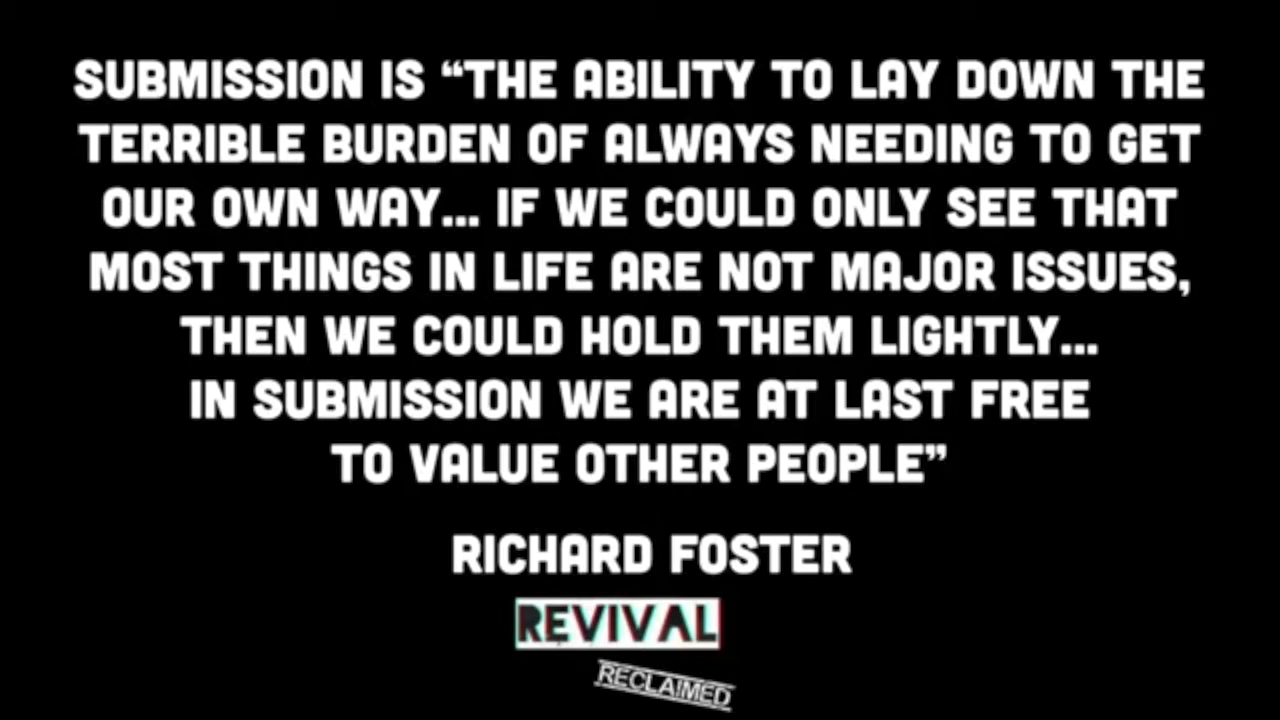 SUBMISSION IS “THE ABILITY TO LAY DOWN THE
TERRIBLE BURDEN OF ALWAYS NEEDING TO GET
OUR OWN WAY... IF WE COULD ONLY SEE THAT
MOST THINGS IN LIFE ARE NOT MAJOR ISSUES,
THEN WE COULD HOLD THEM LIGHTLY...
IN SUBMISSION WE ARE AT LAST FREE
TO VALUE OTHER PEOPLE”
RICHARD FOSTER
REVIVAL
RECLAIMED